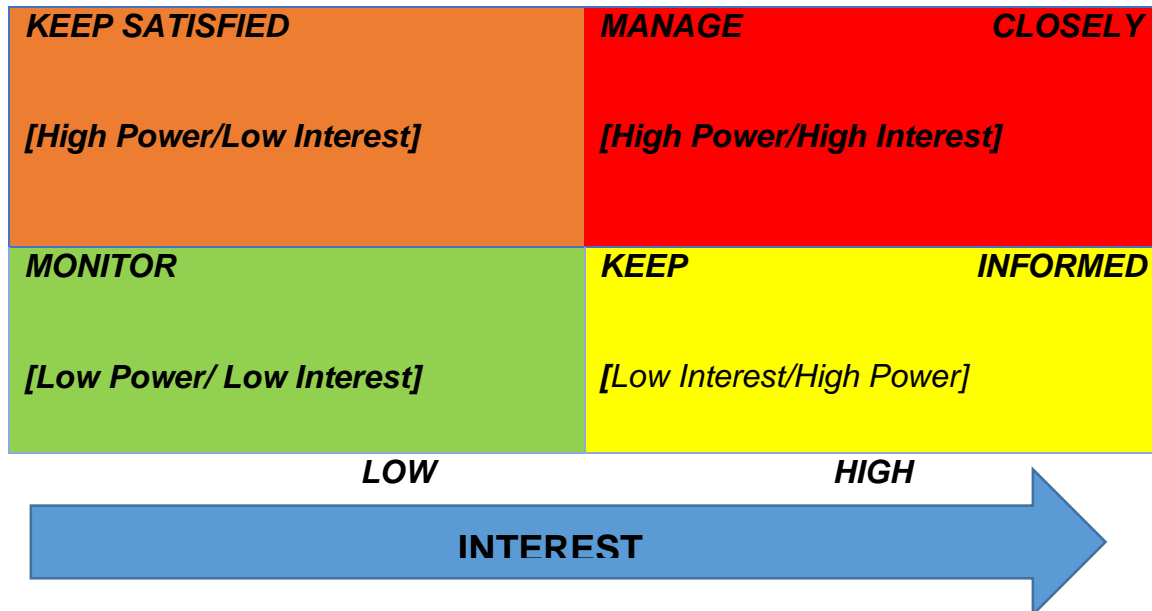 KEEP SATISFIED
[High Power/Low Interest]
MANAGE CLOSELY
[High Power/High Interest]
MONITOR
[Low Power/ Low Interest]
KEEP INFORMED
[Low Interest/High Power]
LOW HIGH
INTEREST